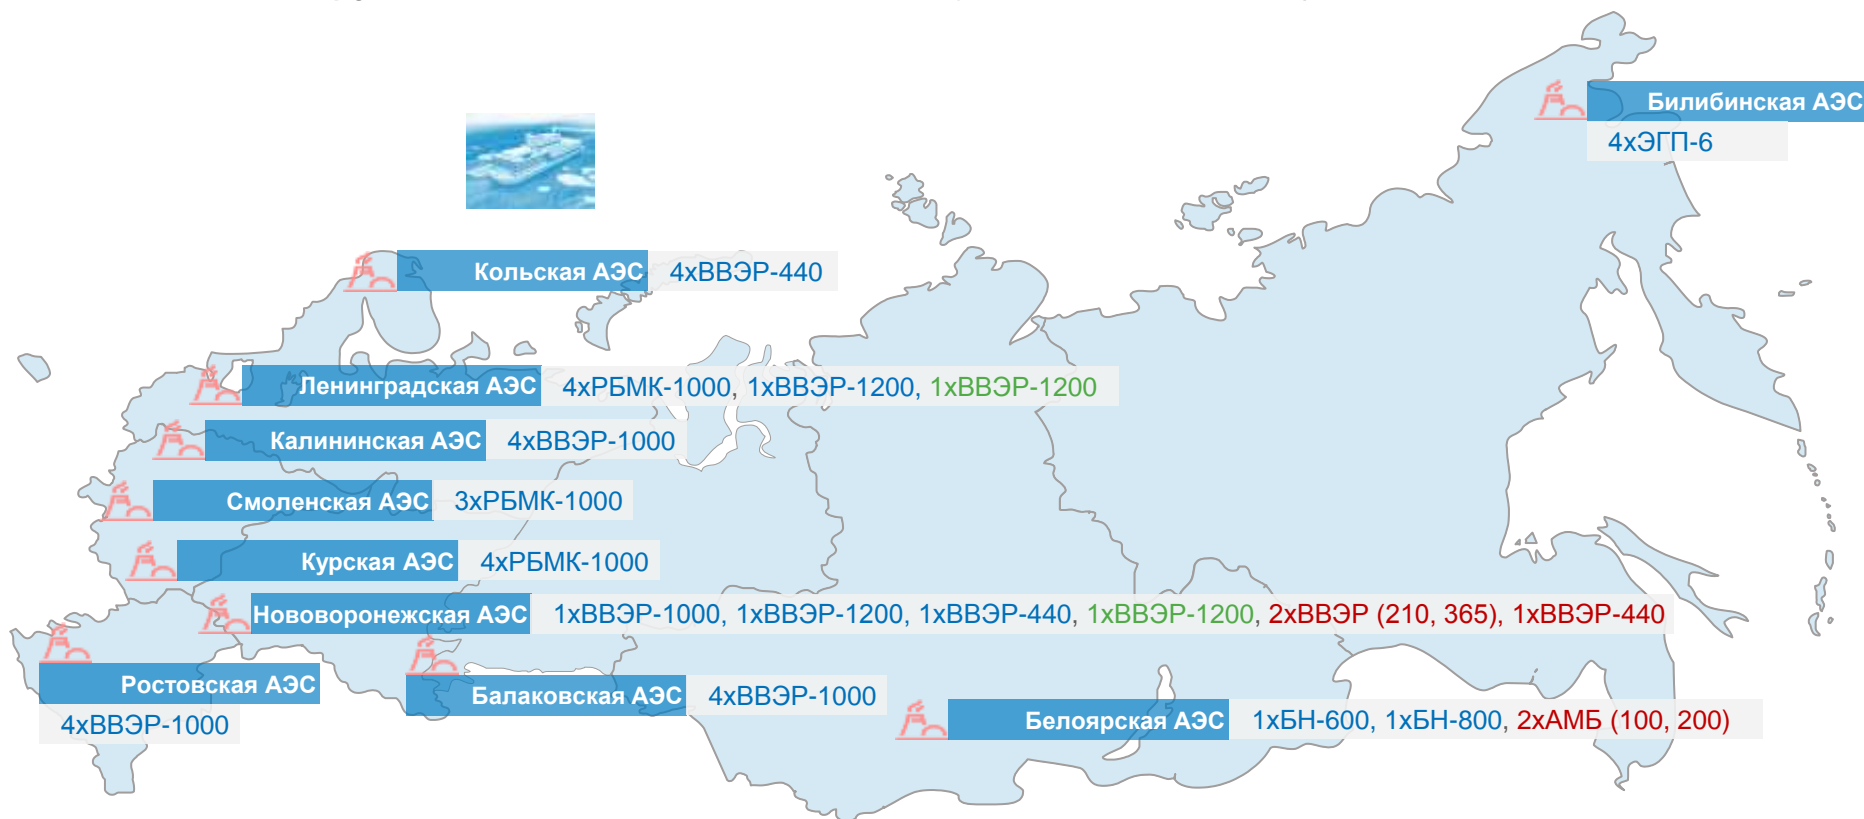 Билибинская АЭС
4хЭГП-6
Кольская АЭС 4хВВЭР-440
Ленинградская АЭС 4хРБМК-1000, 1хВВЭР-1200, 1хВВЭР-1200
Калининская АЭС 4хВВЭР-1000
Смоленская АЭС 3хРБМК-1000
Курская АЭС 4хРБМК-1000
Нововоронежская АЭС 1хВВЭР-1000, 1хВВЭР-1200, 1хВВЭР-440, 1хВВЭР-1200, 2хВВЭР (210, 365), 1хВВЭР-440
Ростовская АЭС
4хВВЭР-1000
Балаковская АЭС 4хВВЭР-1000
Белоярская АЭС 1хБН-600, 1хБН-800, 2хАМБ (100, 200)